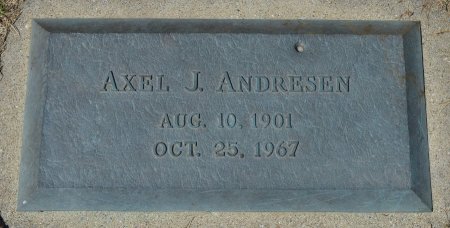 AXEL J. ANDRESEN
AUG. 10, 1901
OCT. 25, 1967